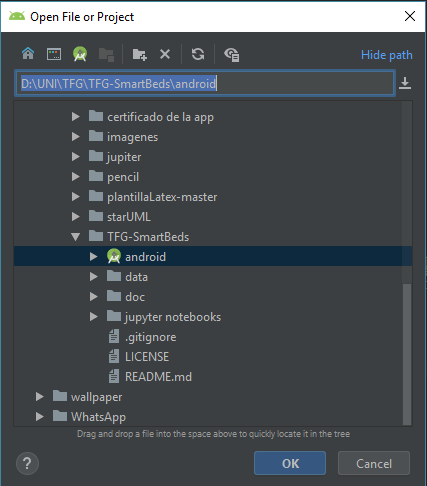 Open File or Project
Hide path
D:\UNI\TFG\TFG-SmartBeds\android
certificado de la app
imagenes
jupiter
pencil
plantillaLatex-master
starUML
TFG-SmartBeds
android
data
doc
jupyter notebooks
.gitignore
LICENSE
README.md
wallpaper
WhatsApp
Drag and drop a file into the space above to quickly locate it in the tree
?
OK
Cancel